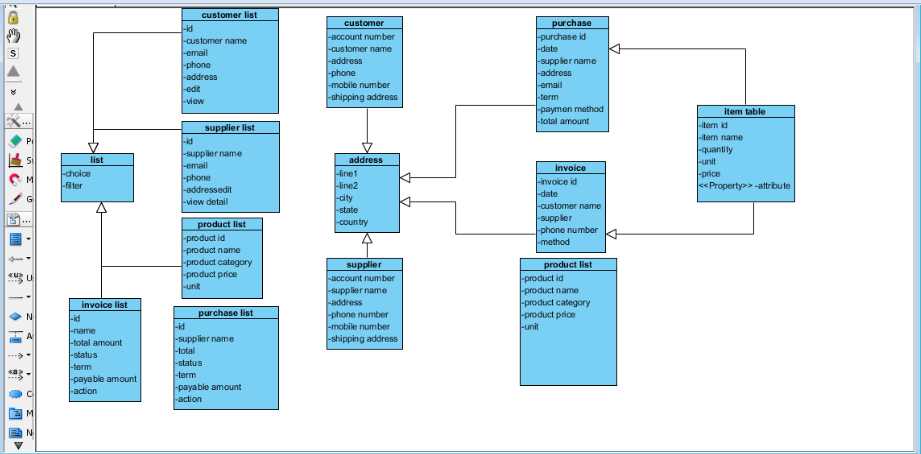 customer list
-id
-customer name
-email
-phone
-address
-edit
-view
supplier list
-id
-supplier name
-email
-phone
-addressedit
-view detail
list
-choice
-filter
product list
-product id
-product name
-product category
-product price
-unit
invoice list
-id
-name
-total amount
-status
-term
-payable amount
-action
purchase list
-id
-supplier name
-total
-status
-term
-payable amount
-action
customer
-account number
-customer name
-address
-phone
-mobile number
-shipping address
address
-line1
-line2
-city
-state
-country
supplier
-account number
-supplier name
-address
-phone number
-mobile number
-shipping address
purchase
-purchase id
-date
-supplier name
-address
-email
-term
-paymen method
-total amount
invoice
-invoice id
-date
-customer name
-supplier
-phone number
-method
product list
-product id
-product name
-product category
-product price
-unit
item table
-item id
-item name
-quantity
-unit
-price
<<Property>> -attribute
S